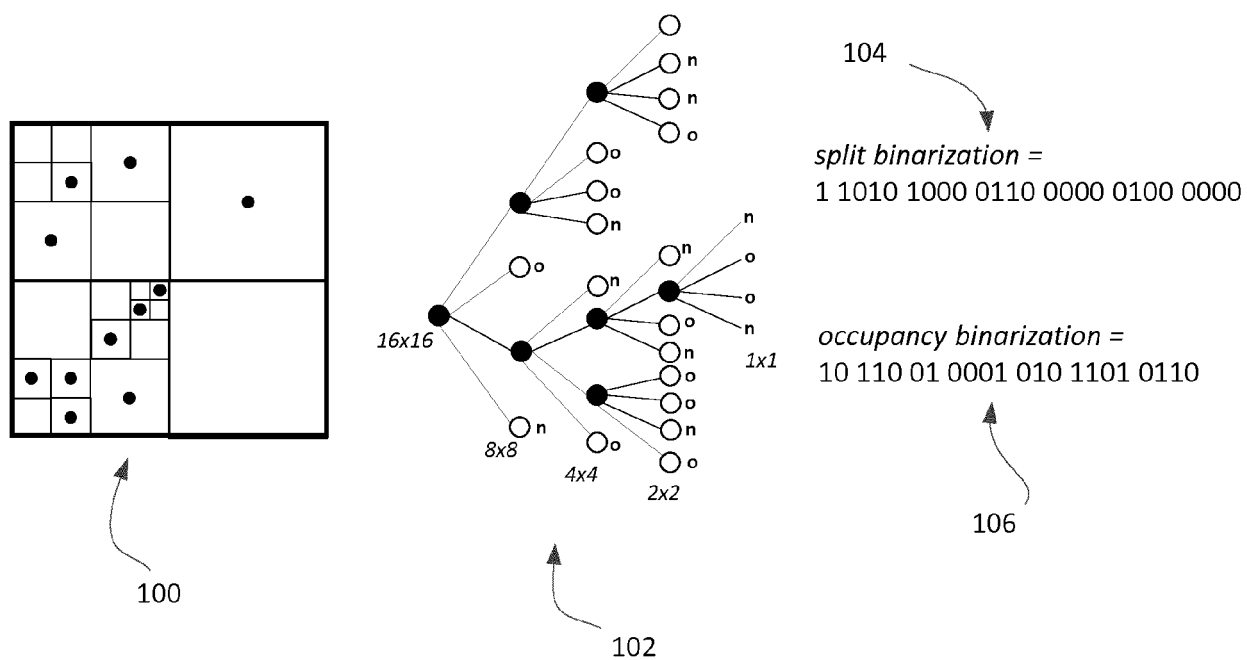 n
n
o
o
o
n
o
16x16
n
n
n
o
n
n
o
o
n
1x1
o
o
n
o
n
8x8
o
4x4
2x2
100
102
104
split binarization =
1 1010 1000 0110 0000 0100 0000
occupancy binarization =
10 110 01 0001 010 1101 0110
106